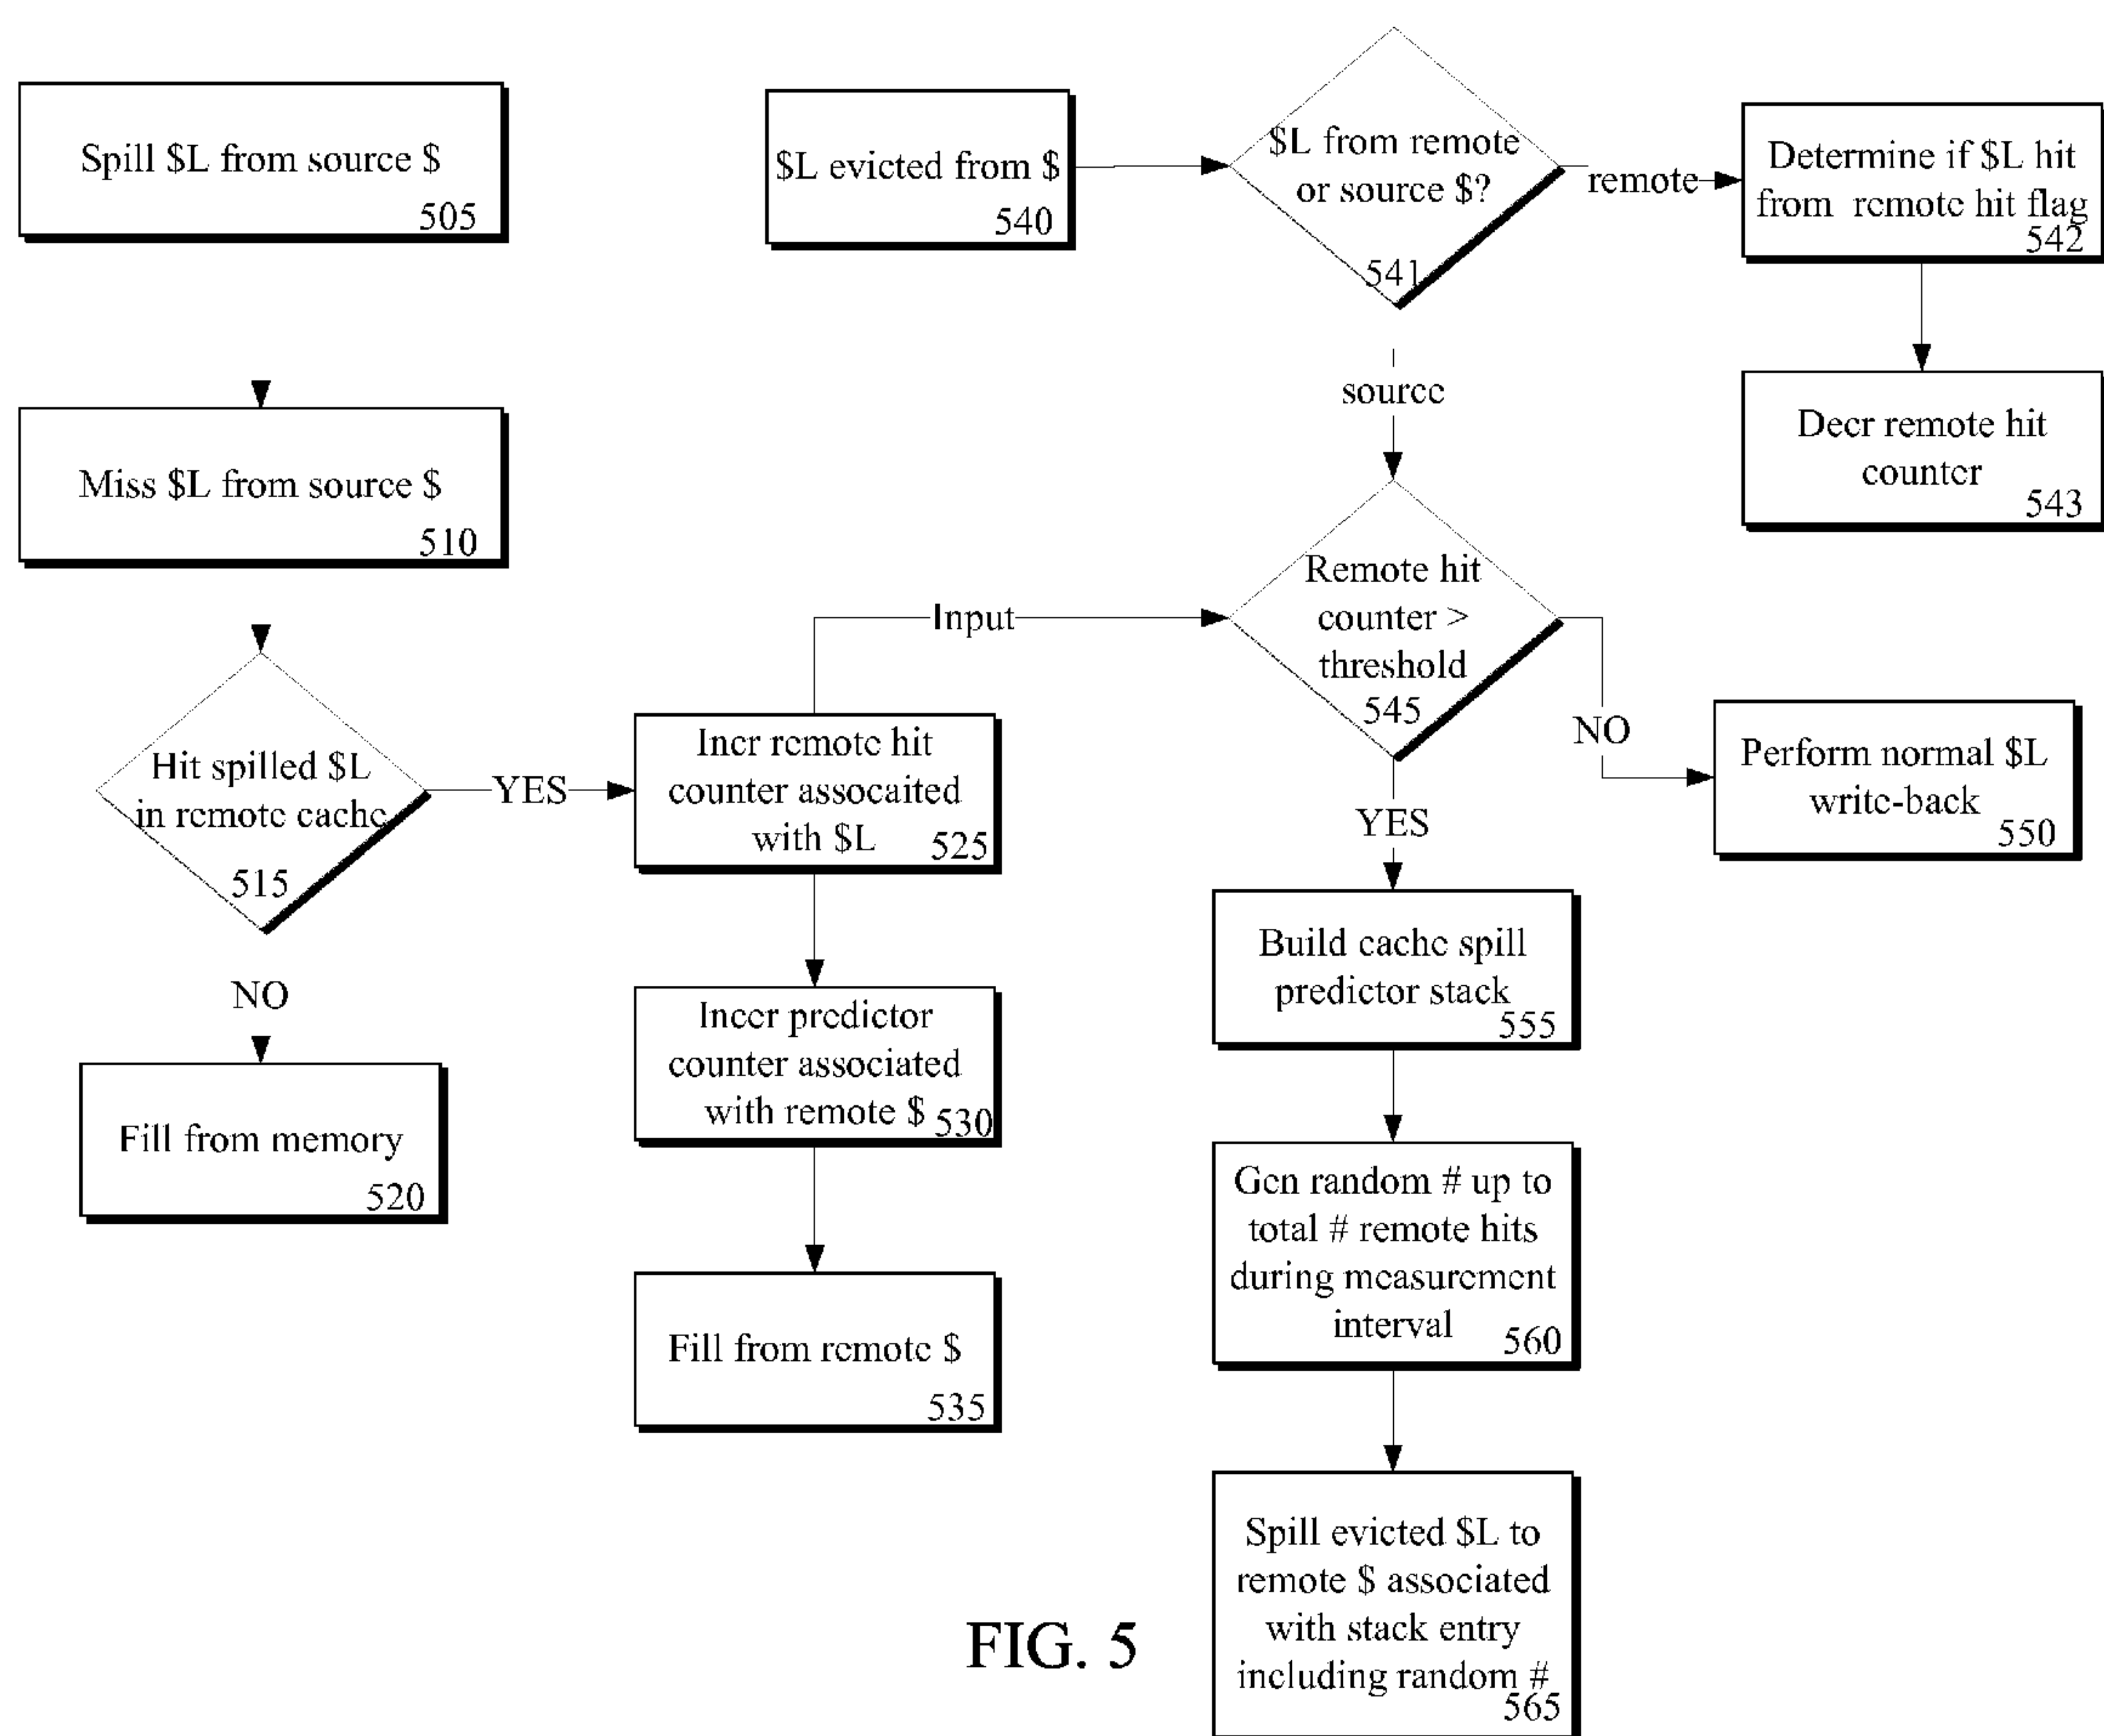 Spill $L from source $
505
Miss $L from source $
510
Hit spilled $L
in remote cache
515
NO
Fill from memory
520
YES
Incr remote hit
counter assocaited
with $L
525
Incer predictor
counter associated
with remote $
530
Fill from remote $
535
Input
$L evicted from $
540
$L from remote
or source $?
541
remote
Determine if $L hit
from remote hit flag
542
Decr remote hit
counter
543
source
Remote hit
counter >
threshold
545
NO
Perform normal $L
write-back
550
YES
Build cache spill
predictor stack
555
Gen random # up to
total # remote hits
during measurement
interval
560
Spill evicted $L to
remote $ associated
with stack entry
including random #
565
FIG. 5